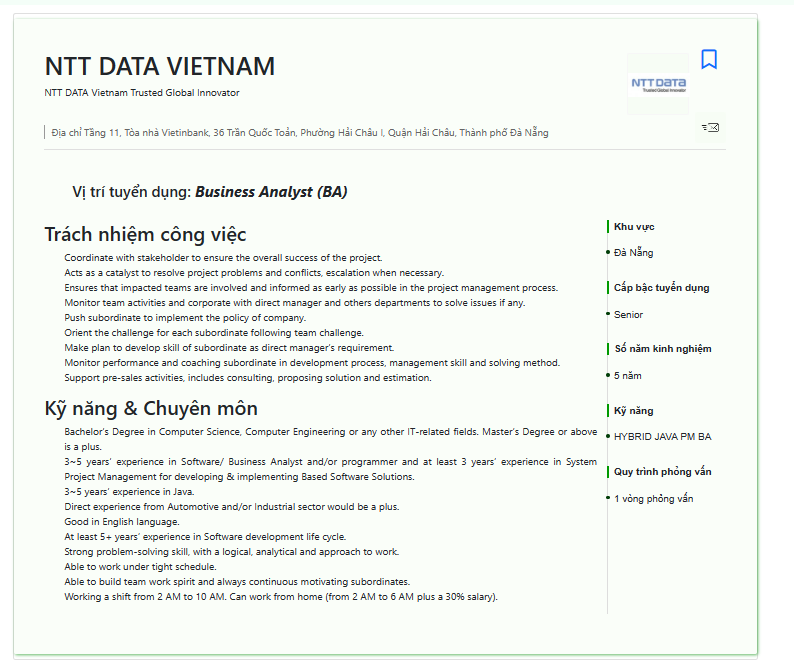 NTT DATA VIETNAM
NTT DATA Vietnam Trusted Global Innovator
NTT DATA
Trusted Global Innovator
Địa chỉ Tầng 11, Tòa nhà Vietinbank, 36 Trần Quốc Toản, Phường Hải Châu I, Quận Hải Châu, Thành phố Đà Nẵng
Vị trí tuyển dụng: Business Analyst (BA)
Trách nhiệm công việc
Coordinate with stakeholder to ensure the overall success of the project.
Acts as a catalyst to resolve project problems and conflicts, escalation when necessary.
Ensures that impacted teams are involved and informed as early as possible in the project management process.
Monitor team activities and corporate with direct manager and others departments to solve issues if any.
Push subordinate to implement the policy of company.
Orient the challenge for each subordinate following team challenge.
Make plan to develop skill of subordinate as direct manager's requirement.
Monitor performance and coaching subordinate in development process, management skill and solving method.
Support pre-sales activities, includes consulting, proposing solution and estimation.
Kỹ năng & Chuyên môn
Bachelor's Degree in Computer Science, Computer Engineering or any other IT-related fields. Master's Degree or above
is a plus.
3~5 years' experience in Software/ Business Analyst and/or programmer and at least 3 years' experience in System
Project Management for developing & implementing Based Software Solutions.
3~5 years' experience in Java.
Direct experience from Automotive and/or Industrial sector would be a plus.
Good in English language.
At least 5+ years' experience in Software development life cycle.
Strong problem-solving skill, with a logical, analytical and approach to work.
Able to work under tight schedule.
Able to build team work spirit and always continuous motivating subordinates.
Working a shift from 2 AM to 10 AM. Can work from home (from 2 AM to 6 AM plus a 30% salary).
Khu vực
Đà Nẵng
Cấp bậc tuyển dụng
Senior
Số năm kinh nghiệm
5 năm
Kỹ năng
HYBRID JAVA PM BA
Quy trình phỏng vấn
1 vòng phỏng vấn